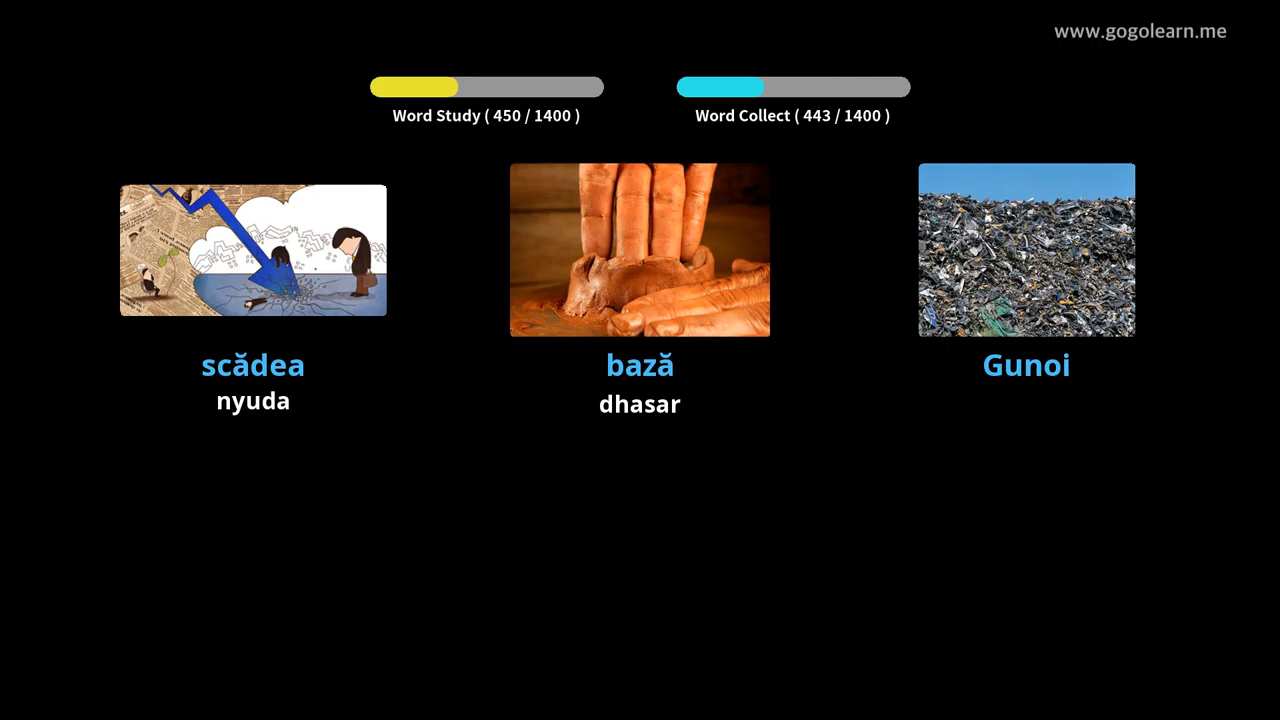 www.gogolearn.me
Word Study ( 450 / 1400 )
Word Collect ( 443 / 1400 )
scădea
nyuda
bază
dhasar
Gunoi